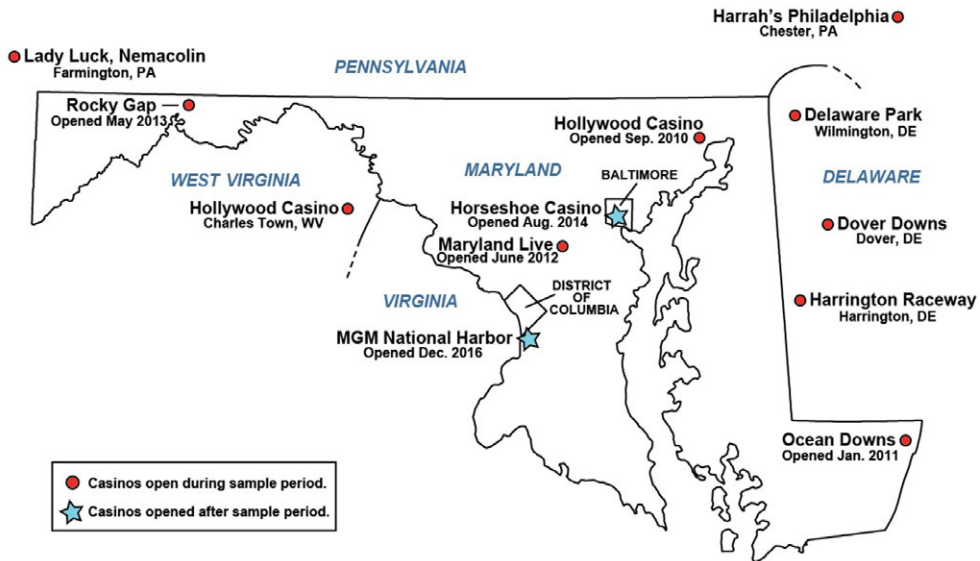 Harrah's Philadelphia
Chester, PA
Lady Luck, Nemacolin
Farmington, PA
PENNSYLVANIA
Rocky Gap
Opened May 2013
Hollywood Casino
Opened Sep. 2010
Delaware Park
Wilmington, DE
WEST VIRGINIA
MARYLAND
BALTIMORE
DELAWARE
Hollywood Casino
Charles Town, WV
Horseshoe Casino
Opened Aug. 2014
Dover Downs
Dover, DE
Maryland Live
Opened June 2012
VIRGINIA
DISTRICT
OF
COLUMBIA
Harrington Raceway
Harrington, DE
MGM National Harbor
Opened Dec. 2016
Ocean Downs
Opened Jan. 2011
Casinos open during sample period.
Casinos opened after sample period.